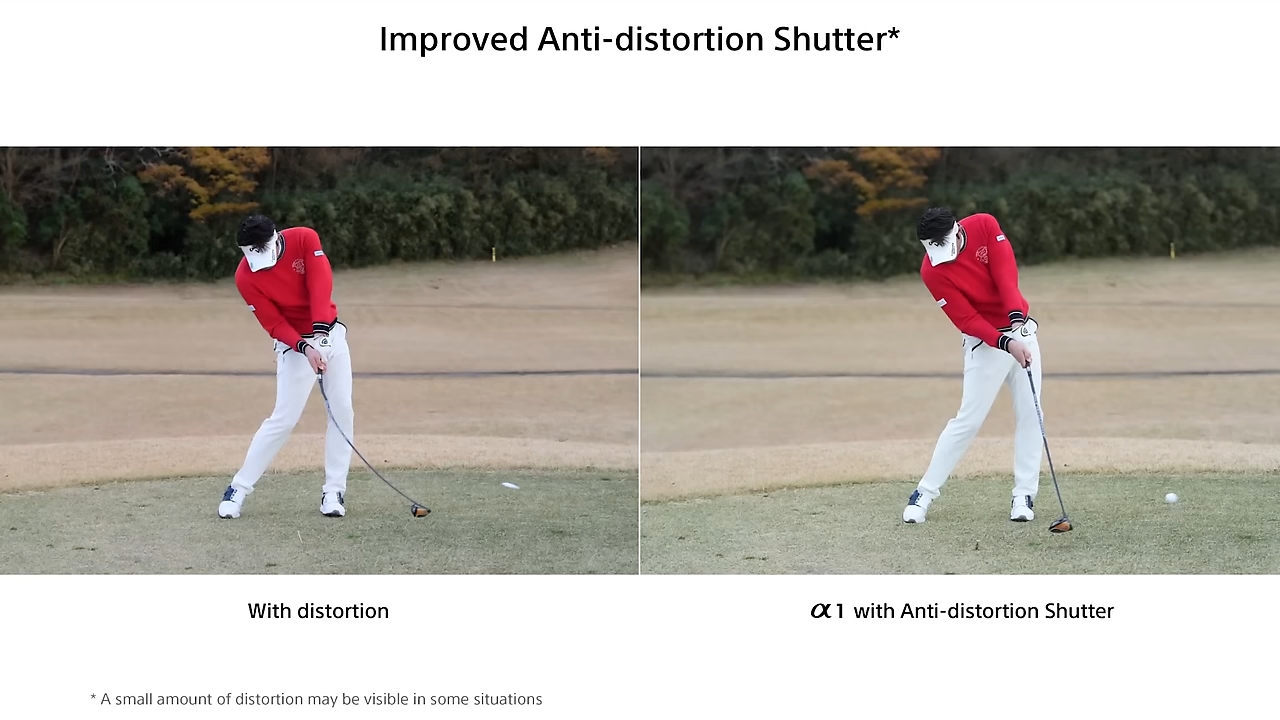 Improved Anti-distortion Shutter*
With distortion
α1 with Anti-distortion Shutter
* A small amount of distortion may be visible in some situations